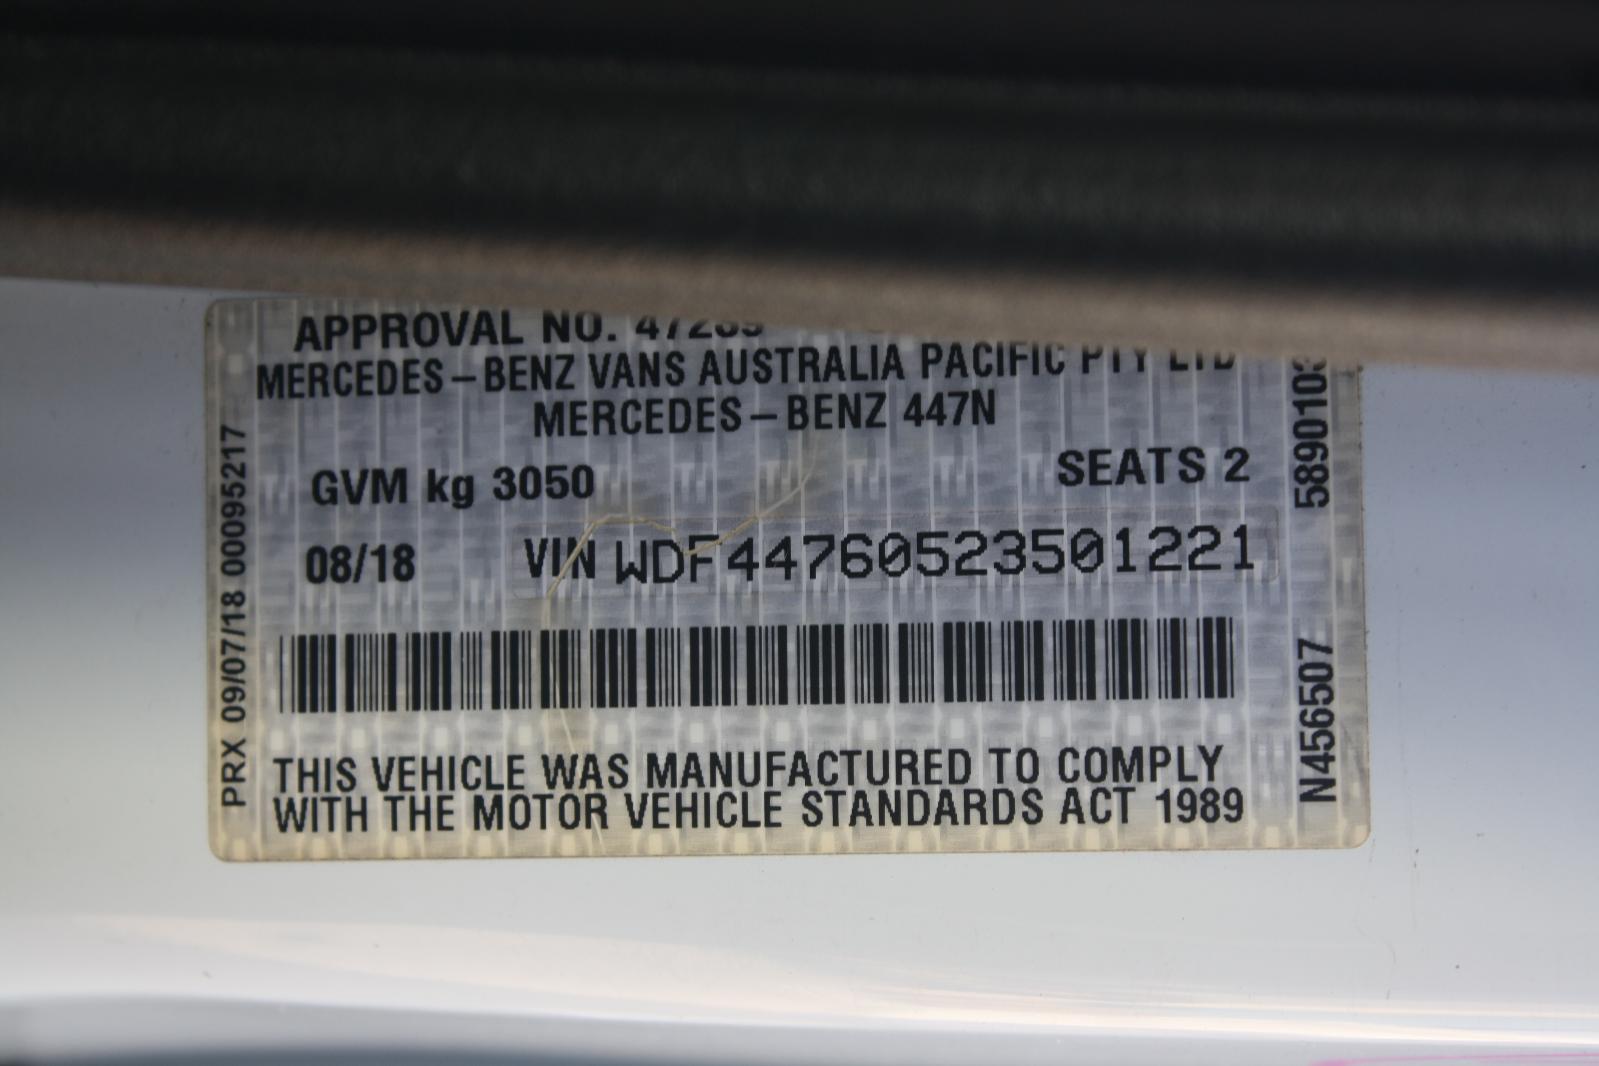 APPROVAL NO. 47239
MERCEDES-BENZ VANS AUSTRALIA PACIFIC PTY LTD
MERCEDES-BENZ 447N
GVM kg 3050
SEATS 2
08/18
VIN WDF44760523501221
THIS VEHICLE WAS MANUFACTURED TO COMPLY
WITH THE MOTOR VEHICLE STANDARDS ACT 1989
PRX 09/07/18 00095217
N456507